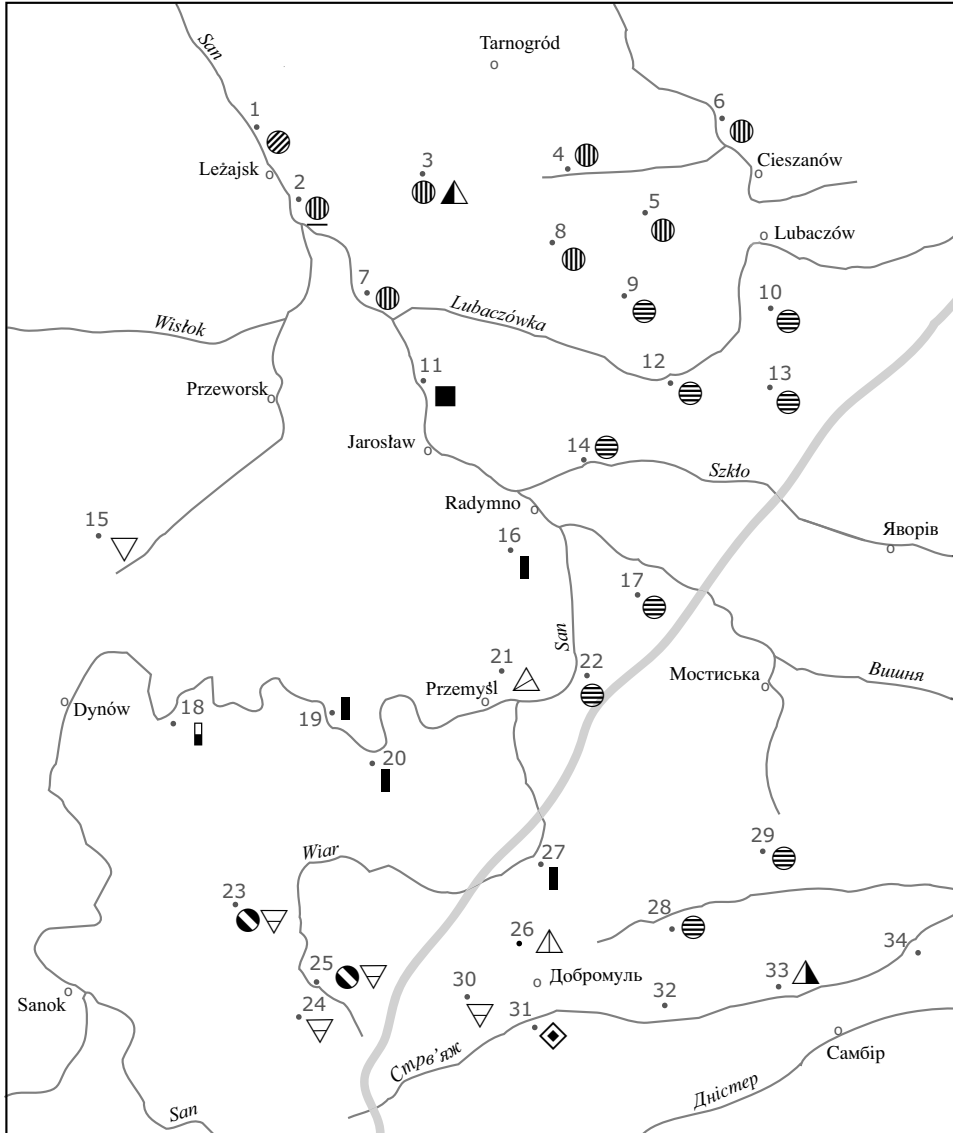 San
Tarnogród
1
6
Leżajsk
4
Cieszanów
3
2
5
8
Lubaczów
7
9
10
Lubaczówka
Wisłok
11
12
13
Przeworsk
Jarosław
14
Szkło
Radymno
15
16
Яворів
17
San
21
22
Мостиська
Вишня
Przemyśl
Dynów
18
19
20
Wiar
27
29
23
28
26
34
25
Добромуль
33
Sanok
24
30
32
31
Самбір
Стрв’яж
Дністер
San